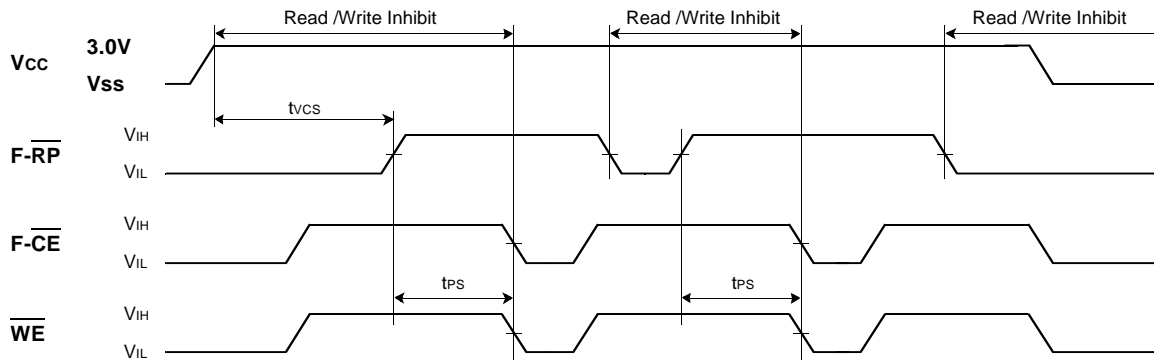 Read /Write Inhibit Read /Write Inhibit Read /Write Inhibit
VCC 3.0V
Vss
tVCS
F-RP VIH
VIL
F-CE VIH
VIL
tPS tPS
WE VIH
VIL